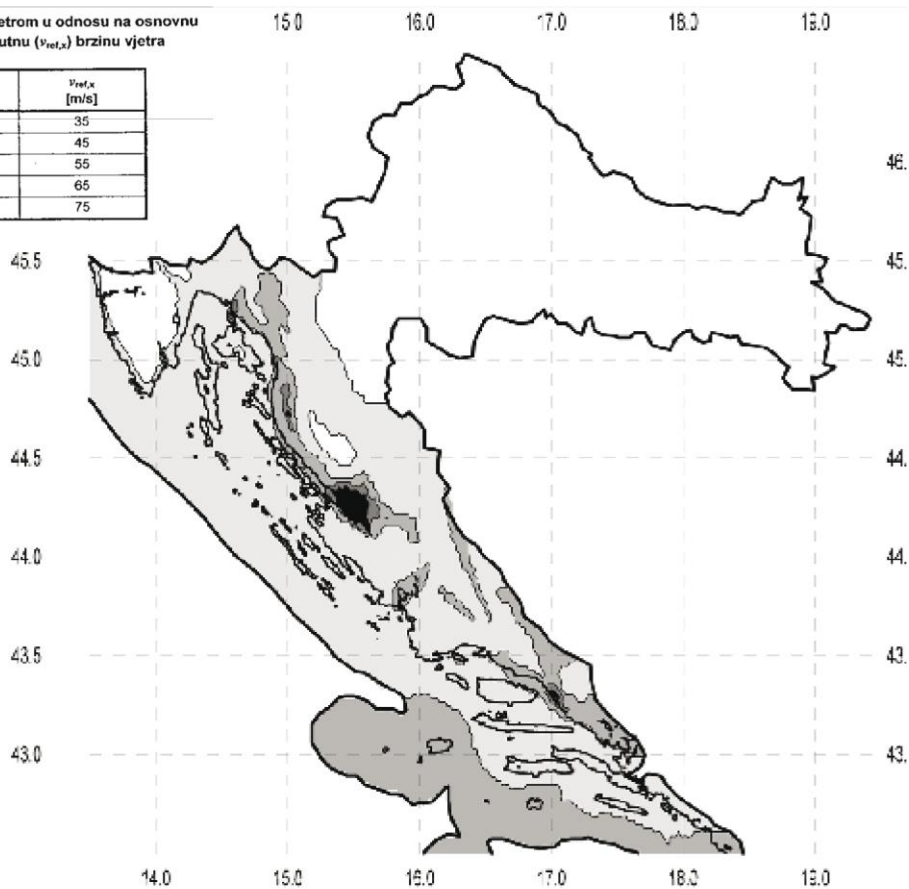 etrom u odnosu na osnovnu
utnu (vref,x) brzinu vjetra
vref,x
[m/s]
35
45
55
65
75
15.0 16.0 17.0 18.0 19.0
46.
45.5 45.
45.0 45.
44.5 44.
44.0 44.
43.5 43.
43.0 43.
14.0 15.0 16.0 17.0 18.0 19.0